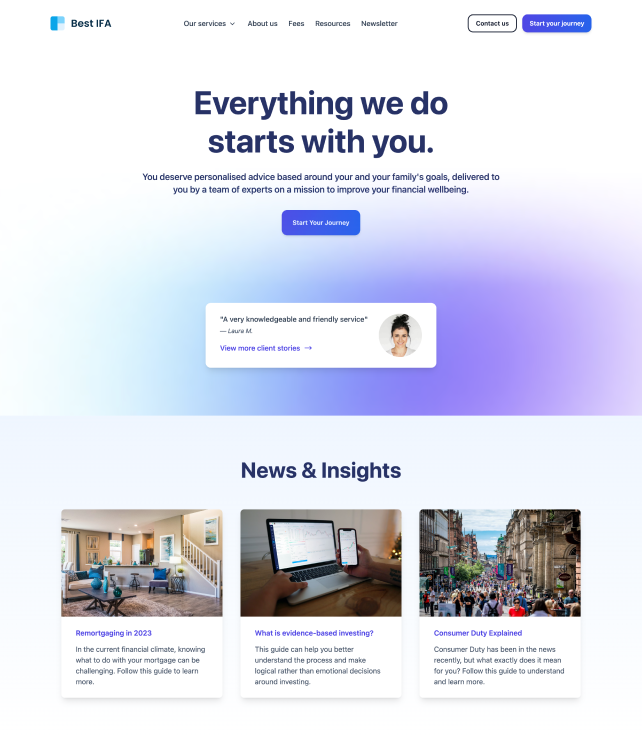 Best IFA
Our services
About us
Fees
Resources
Newsletter
Contact us
Start your journey
Everything we do
starts with you.
You deserve personalised advice based around your and your family's goals, delivered to
you by a team of experts on a mission to improve your financial wellbeing.
Start Your Journey
"A very knowledgeable and friendly service"
— Laura M.
View more client stories →
News & Insights
Remortgaging in 2023
In the current financial climate, knowing
what to do with your mortgage can be
challenging. Follow this guide to learn
more.
What is evidence-based investing?
This guide can help you better
understand the process and make
logical rather than emotional decisions
around investing.
Consumer Duty Explained
Consumer Duty has been in the news
recently, but what exactly does it mean
for you? Follow this guide to understand
and learn more.